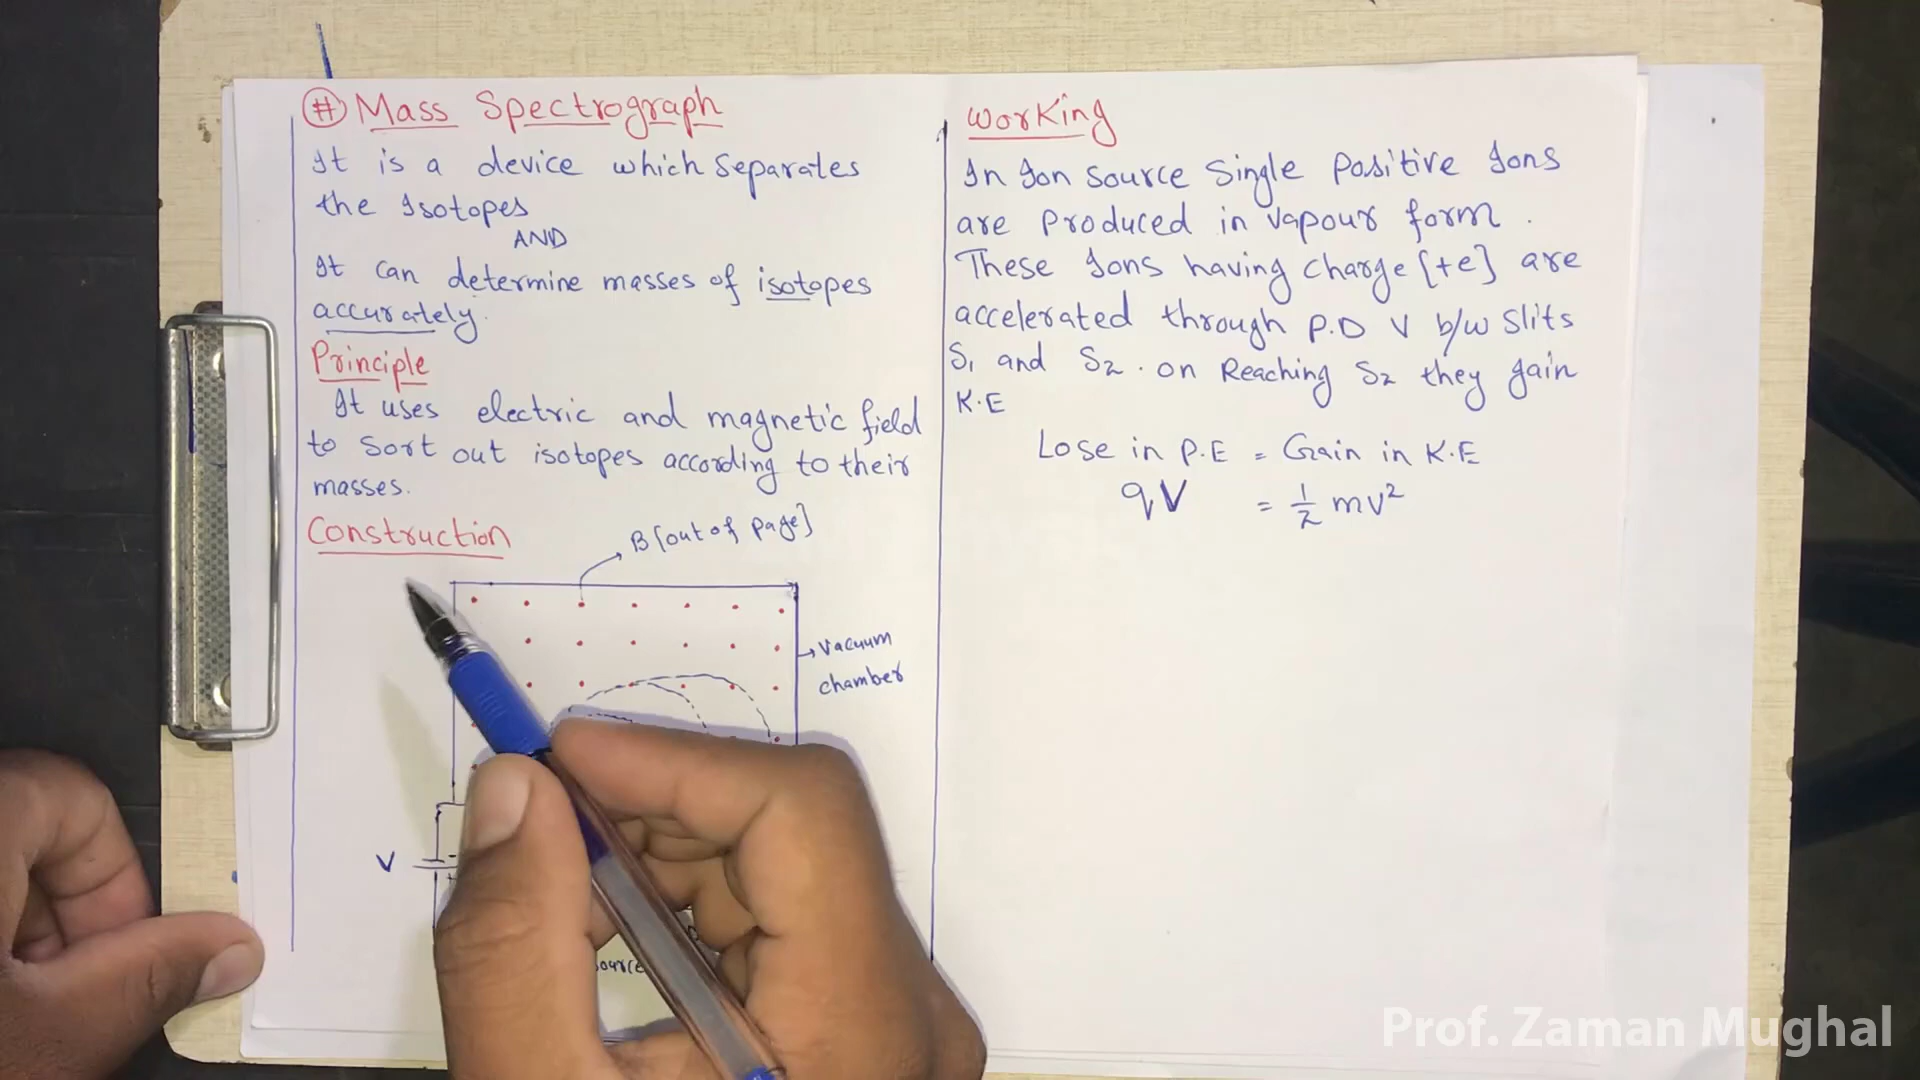 # Mass Spectrograph
It is a device which separates
the Isotopes
AND
It can determine masses of isotopes
accurately.
Principle
It uses electric and magnetic field
to sort out isotopes according to their
masses.
Construction
B [out of page]
Vacuum
chamber
V
-
+
source
Working
In Ion source single positive Ions
are produced in vapour form.
These Ions having charge [+e] are
accelerated through P.D V b/w slits
S₁ and S₂. on Reaching S₂ they gain
K.E
Lose in P.E = Gain in K.E
qV = 1/2 mv²
Prof. Zaman Mughal